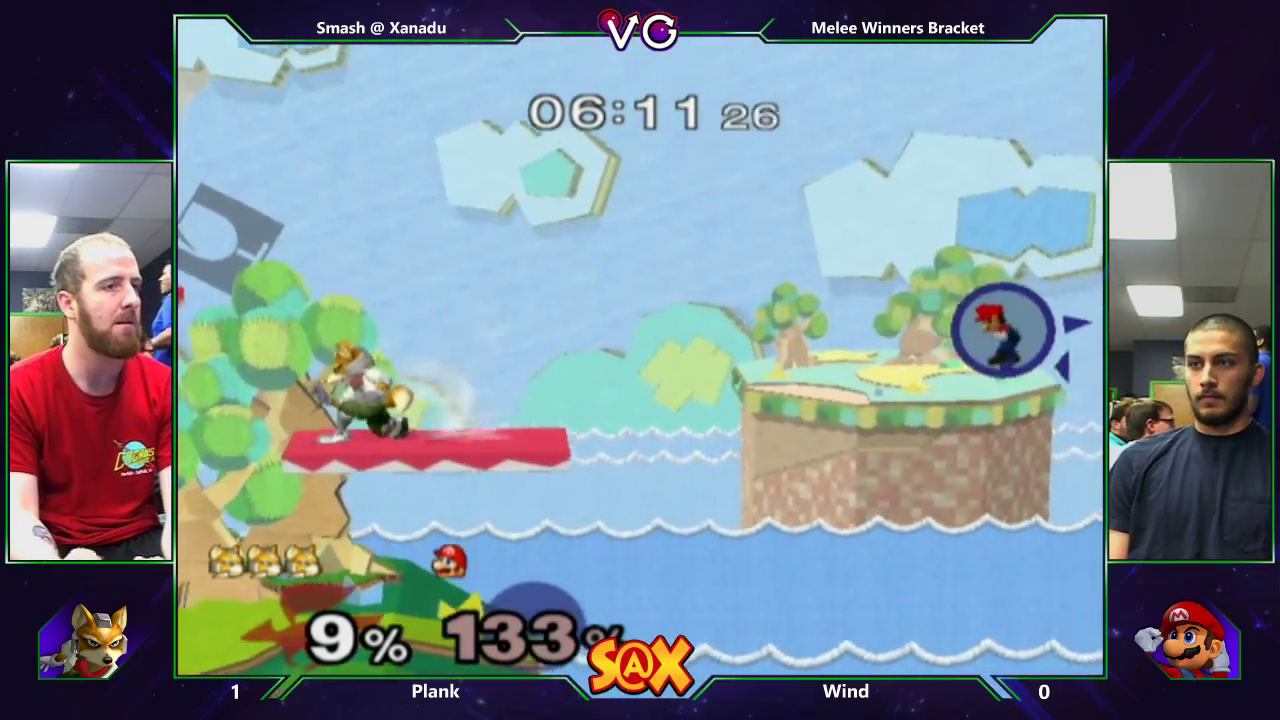 Smash @ Xanadu
VG
Melee Winners Bracket
06:11 26
9%
133%
S@X
1
Plank
Wind
0